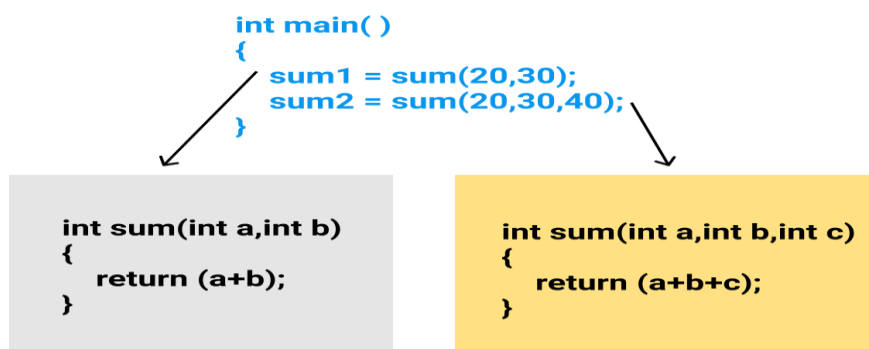 int main( )
{
sum1 = sum(20,30);
sum2 = sum(20,30,40);
}
int sum(int a,int b)
{
return (a+b);
}
int sum(int a,int b,int c)
{
return (a+b+c);
}